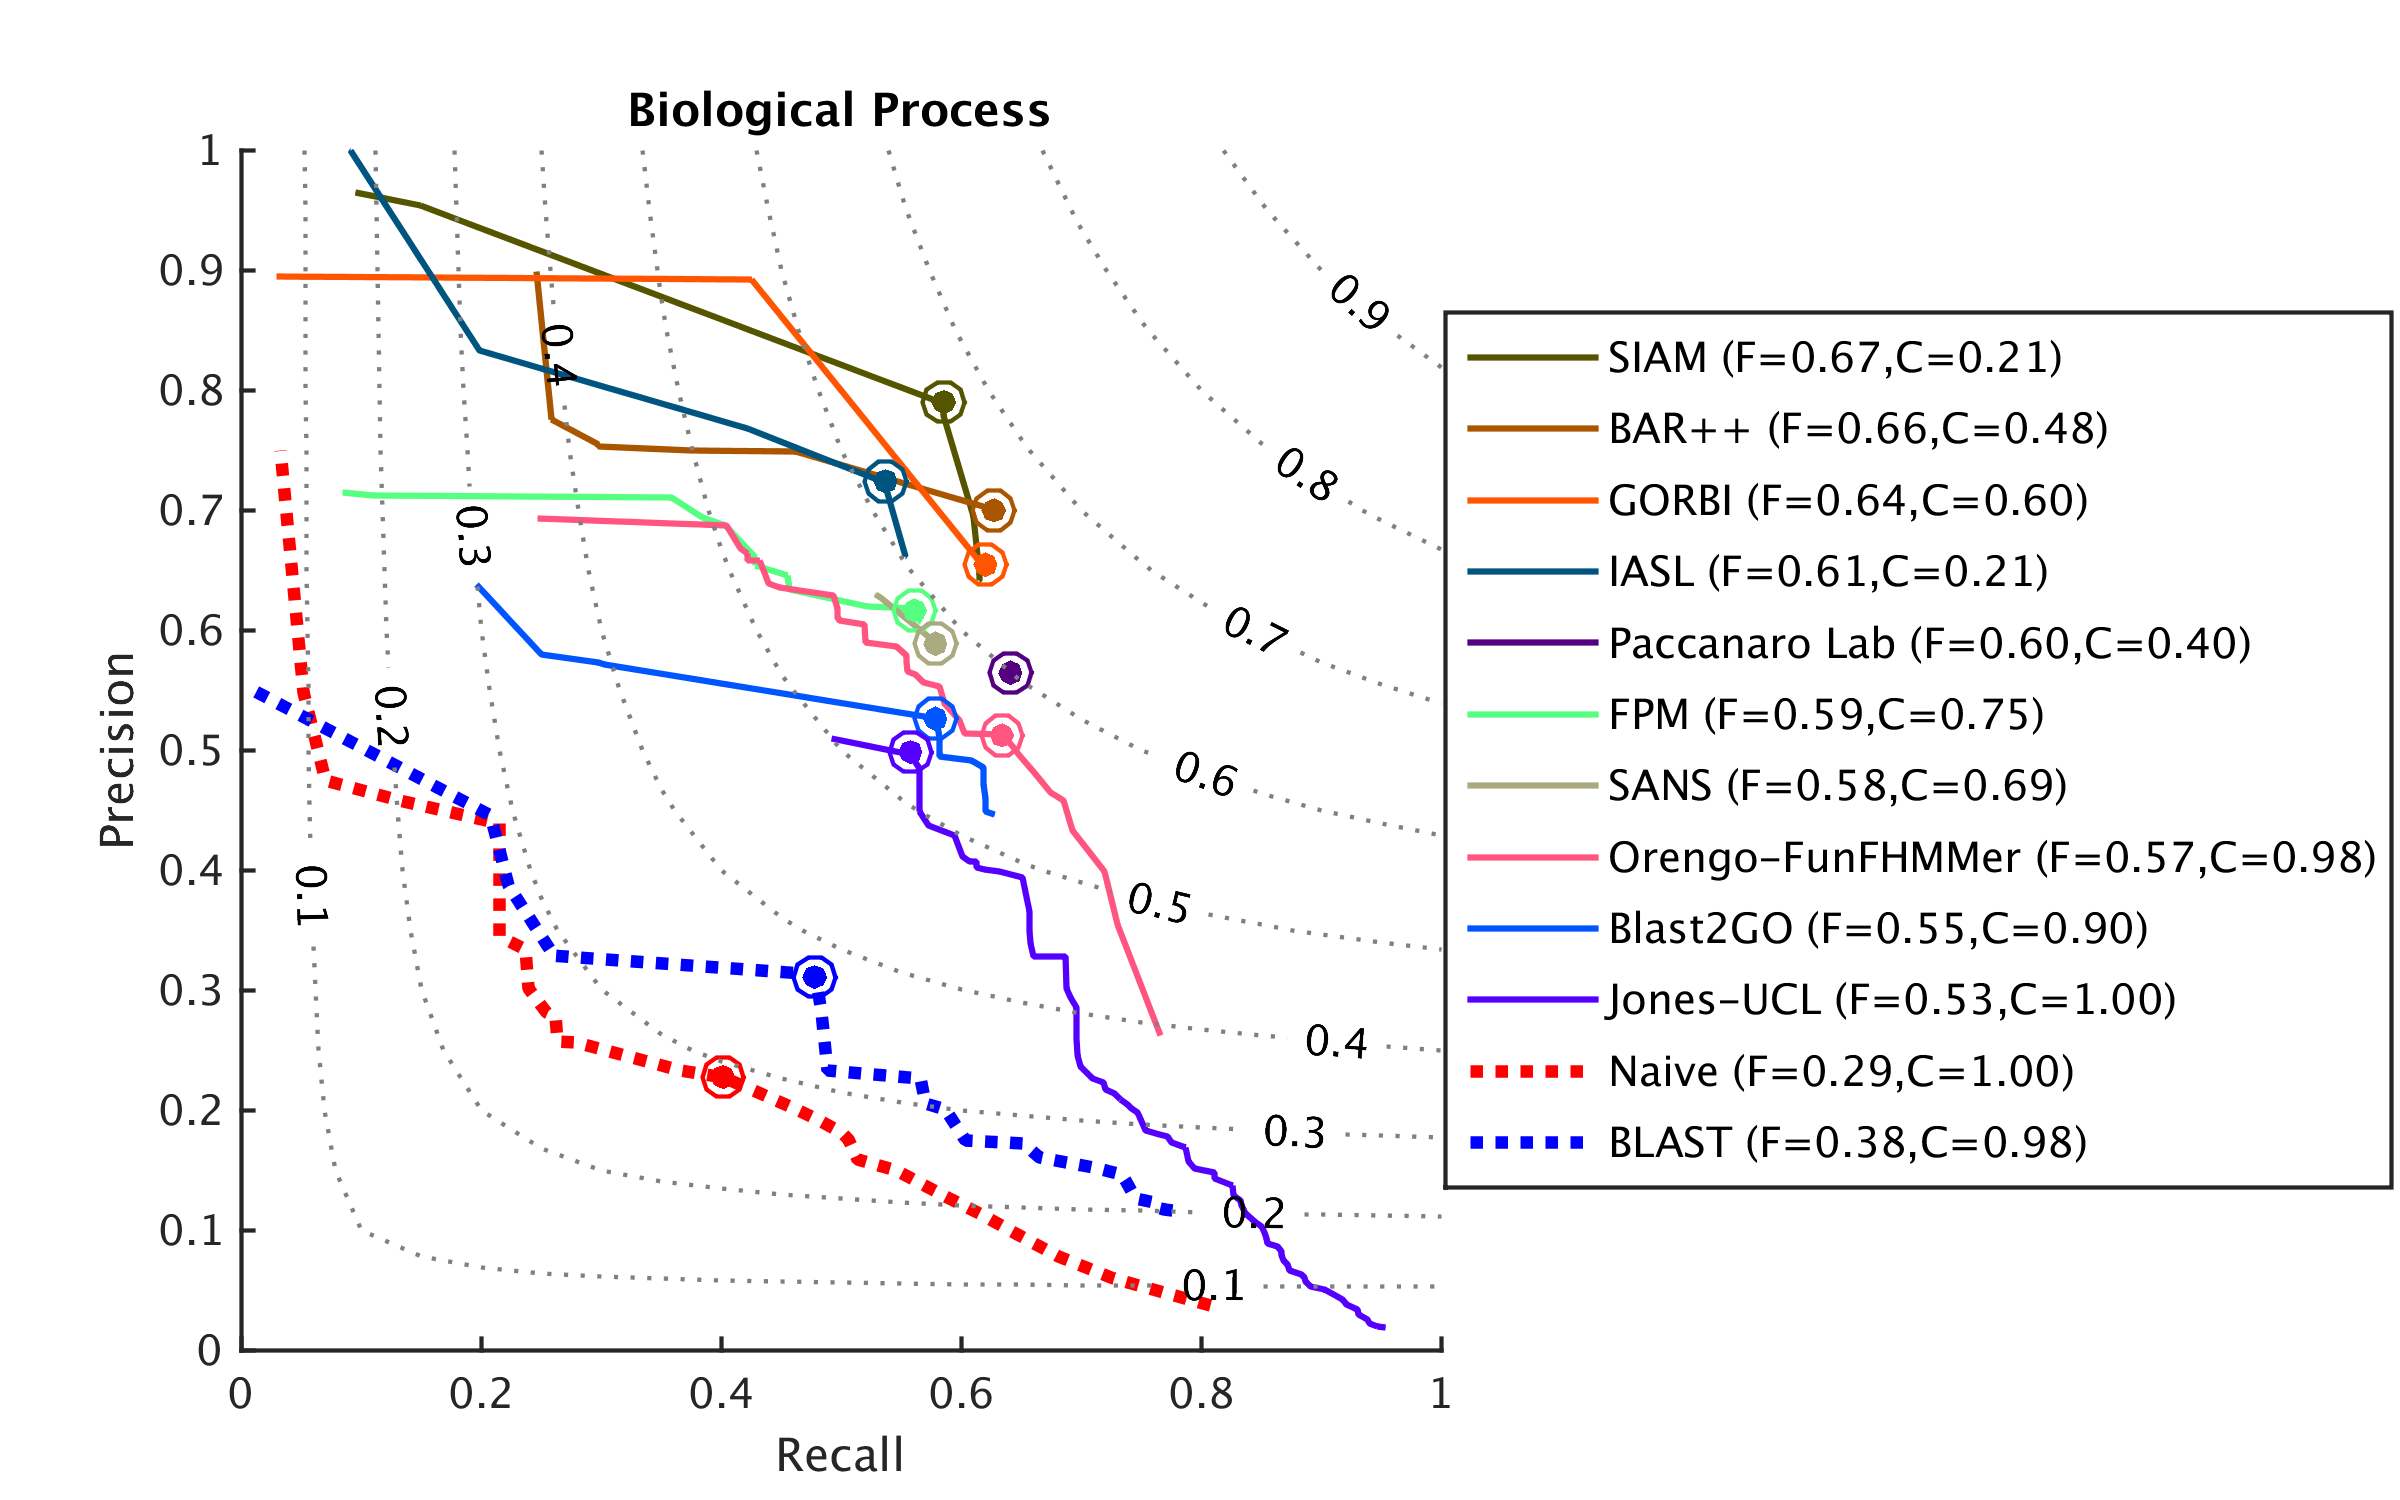 Biological Process
Precision
1
0.9
0.8
0.7
0.6
0.5
0.4
0.3
0.2
0.1
0
0
0.2
0.4
0.6
0.8
1
Recall
0.4
0.3
0.2
0.1
0.9
0.8
0.7
0.6
0.5
0.4
0.3
0.2
0.1
SIAM (F=0.67,C=0.21)
BAR++ (F=0.66,C=0.48)
GORBI (F=0.64,C=0.60)
IASL (F=0.61,C=0.21)
Paccanaro Lab (F=0.60,C=0.40)
FPM (F=0.59,C=0.75)
SANS (F=0.58,C=0.69)
Orengo-FunFHMMer (F=0.57,C=0.98)
Blast2GO (F=0.55,C=0.90)
Jones-UCL (F=0.53,C=1.00)
Naive (F=0.29,C=1.00)
BLAST (F=0.38,C=0.98)